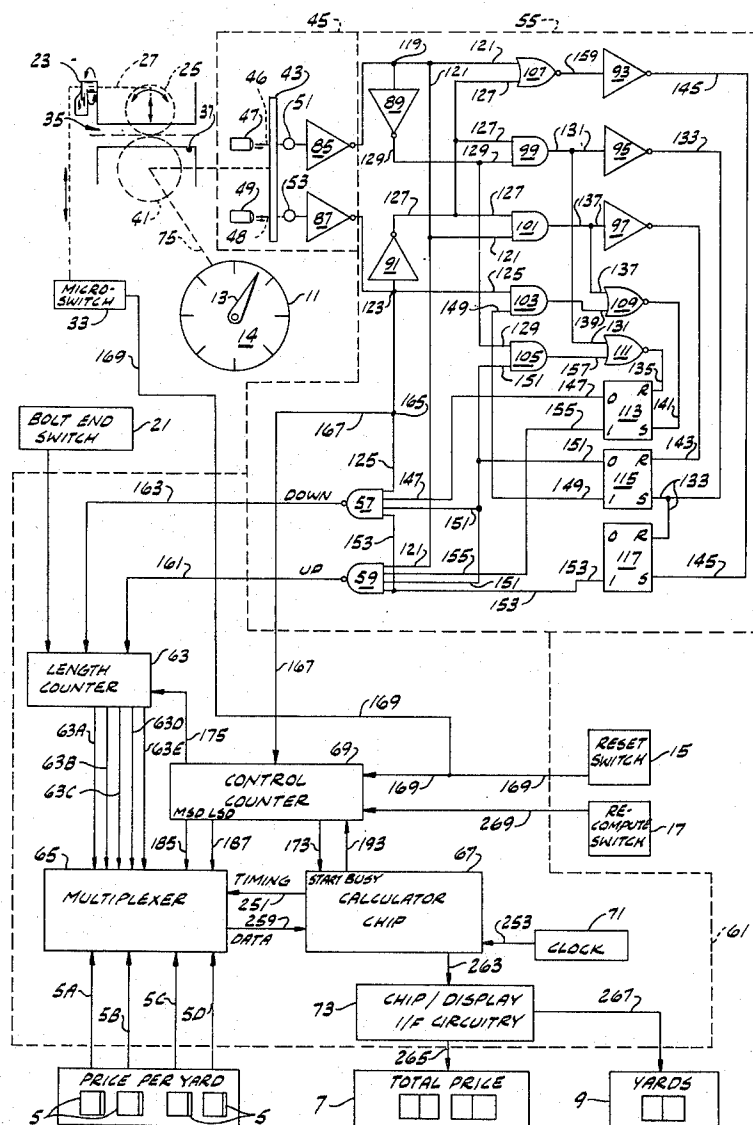 45
55
23
27
25
43
119
121
107
159
93
46
47
51
121
127
145
35
37
89
85
129
127
129
99
131
95
133
41
49
53
127
127
101
137
97
48
87
91
121
75
125
137
123
103
109
MICRO-
SWITCH
33
13
11
14
149
139
131
129
105
111
151
157
135
169
147
113
O
R
I
S
141
165
155
BOLT END
SWITCH
21
167
151
143
125
O
R
115
149
I
S
163
DOWN
147
57
151
133
153
O
R
117
161
UP
121
155
59
151
153
153
I
S
145
63
LENGTH
COUNTER
167
63D
169
63A
175
63E
69
RESET
SWITCH
15
63B
CONTROL
COUNTER
169
169
63C
MSD LSD
RE-
COMPUTE
SWITCH
17
269
65
185
187
173
193
67
MULTIPLEXER
TIMING
START BUSY
251
CALCULATOR
CHIP
71
61
259
DATA
253
CLOCK
263
5A
5C
5D
73
CHIP/DISPLAY
I/F CIRCUITRY
267
5B
265
PRICE PER YARD
TOTAL PRICE
YARDS
5
5
7
9